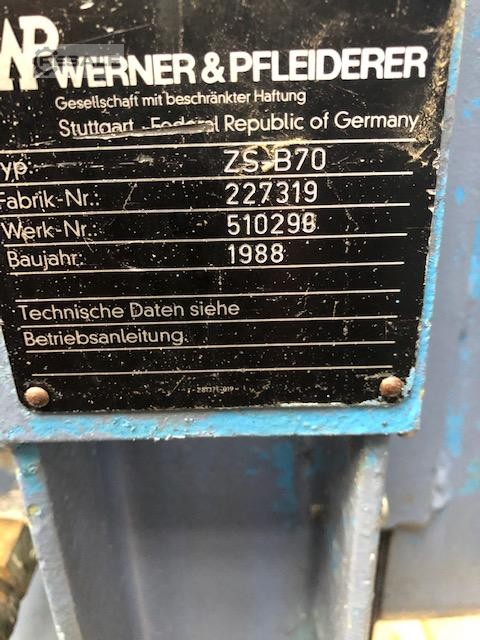 WERNER & PFLEIDERER
Gesellschaft mit beschränkter Haftung
Stuttgart Federal Republic of Germany
Typ.: ZS-B70
Fabrik-Nr.: 227319
Werk-Nr.: 510298
Baujahr: 1988
Technische Daten siehe
Betriebsanleitung.